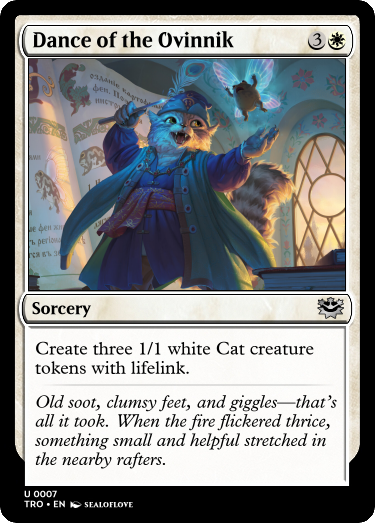 Dance of the Ovinnik 3
Sorcery
Create three 1/1 white Cat creature
tokens with lifelink.
Old soot, clumsy feet, and giggles—that's
all it took. When the fire flickered thrice,
something small and helpful stretched in
the nearby rafters.
U 0007
TRO • EN SEALOFLOVE